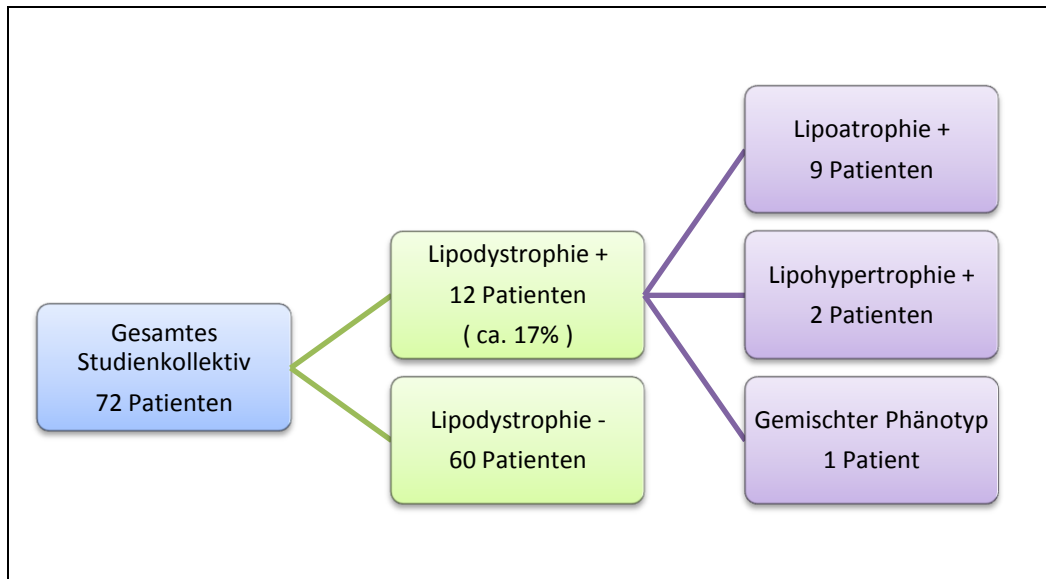 Gesamtes
Studienkollektiv
72 Patienten
Lipodystrophie +
12 Patienten
( ca. 17% )
Lipodystrophie -
60 Patienten
Lipoatrophie +
9 Patienten
Lipohypertrophie +
2 Patienten
Gemischter Phänotyp
1 Patient